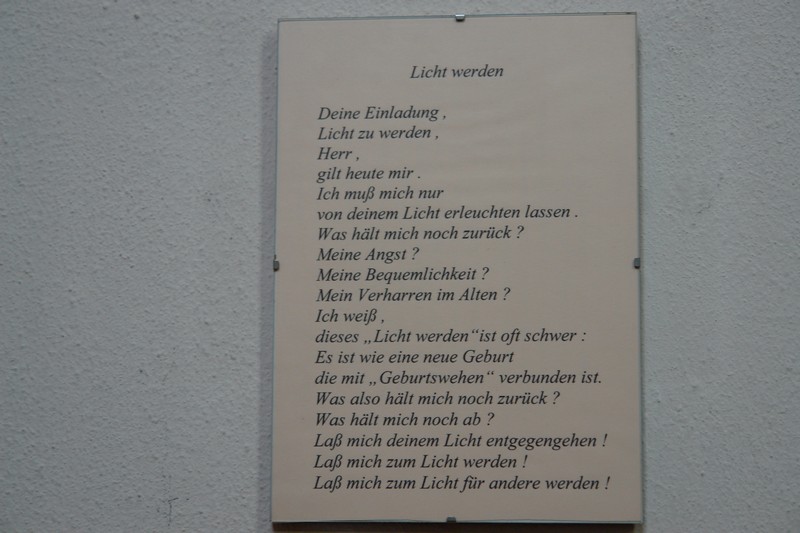 Licht werden
Deine Einladung ,
Licht zu werden ,
Herr ,
gilt heute mir .
Ich muß mich nur
von deinem Licht erleuchten lassen .
Was hält mich noch zurück ?
Meine Angst ?
Meine Bequemlichkeit ?
Mein Verharren im Alten ?
Ich weiß ,
dieses „Licht werden“ist oft schwer :
Es ist wie eine neue Geburt
die mit „Geburtswehen“ verbunden ist.
Was also hält mich noch zurück ?
Was hält mich noch ab ?
Laß mich deinem Licht entgegengehen !
Laß mich zum Licht werden !
Laß mich zum Licht für andere werden !